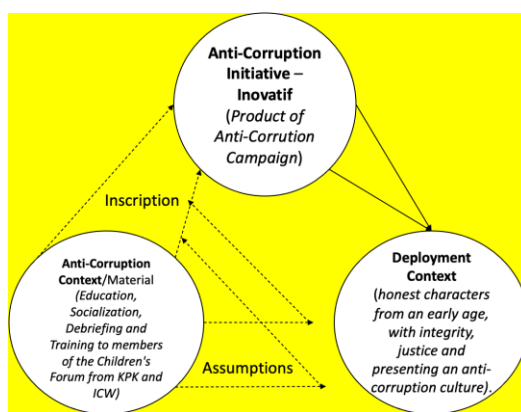 Anti-Corruption
Initiative –
Inovatif
(Product of
Anti-Corrution
Campaign)
Inscription
Anti-Corruption
Context/Material
(Education,
Socialization,
Debriefing and
Training to members
of the Children's
Forum from KPK and
ICW)
Assumptions
Deployment
Context
(honest characters
from an early age,
with integrity,
justice and
presenting an anti-
corruption culture).